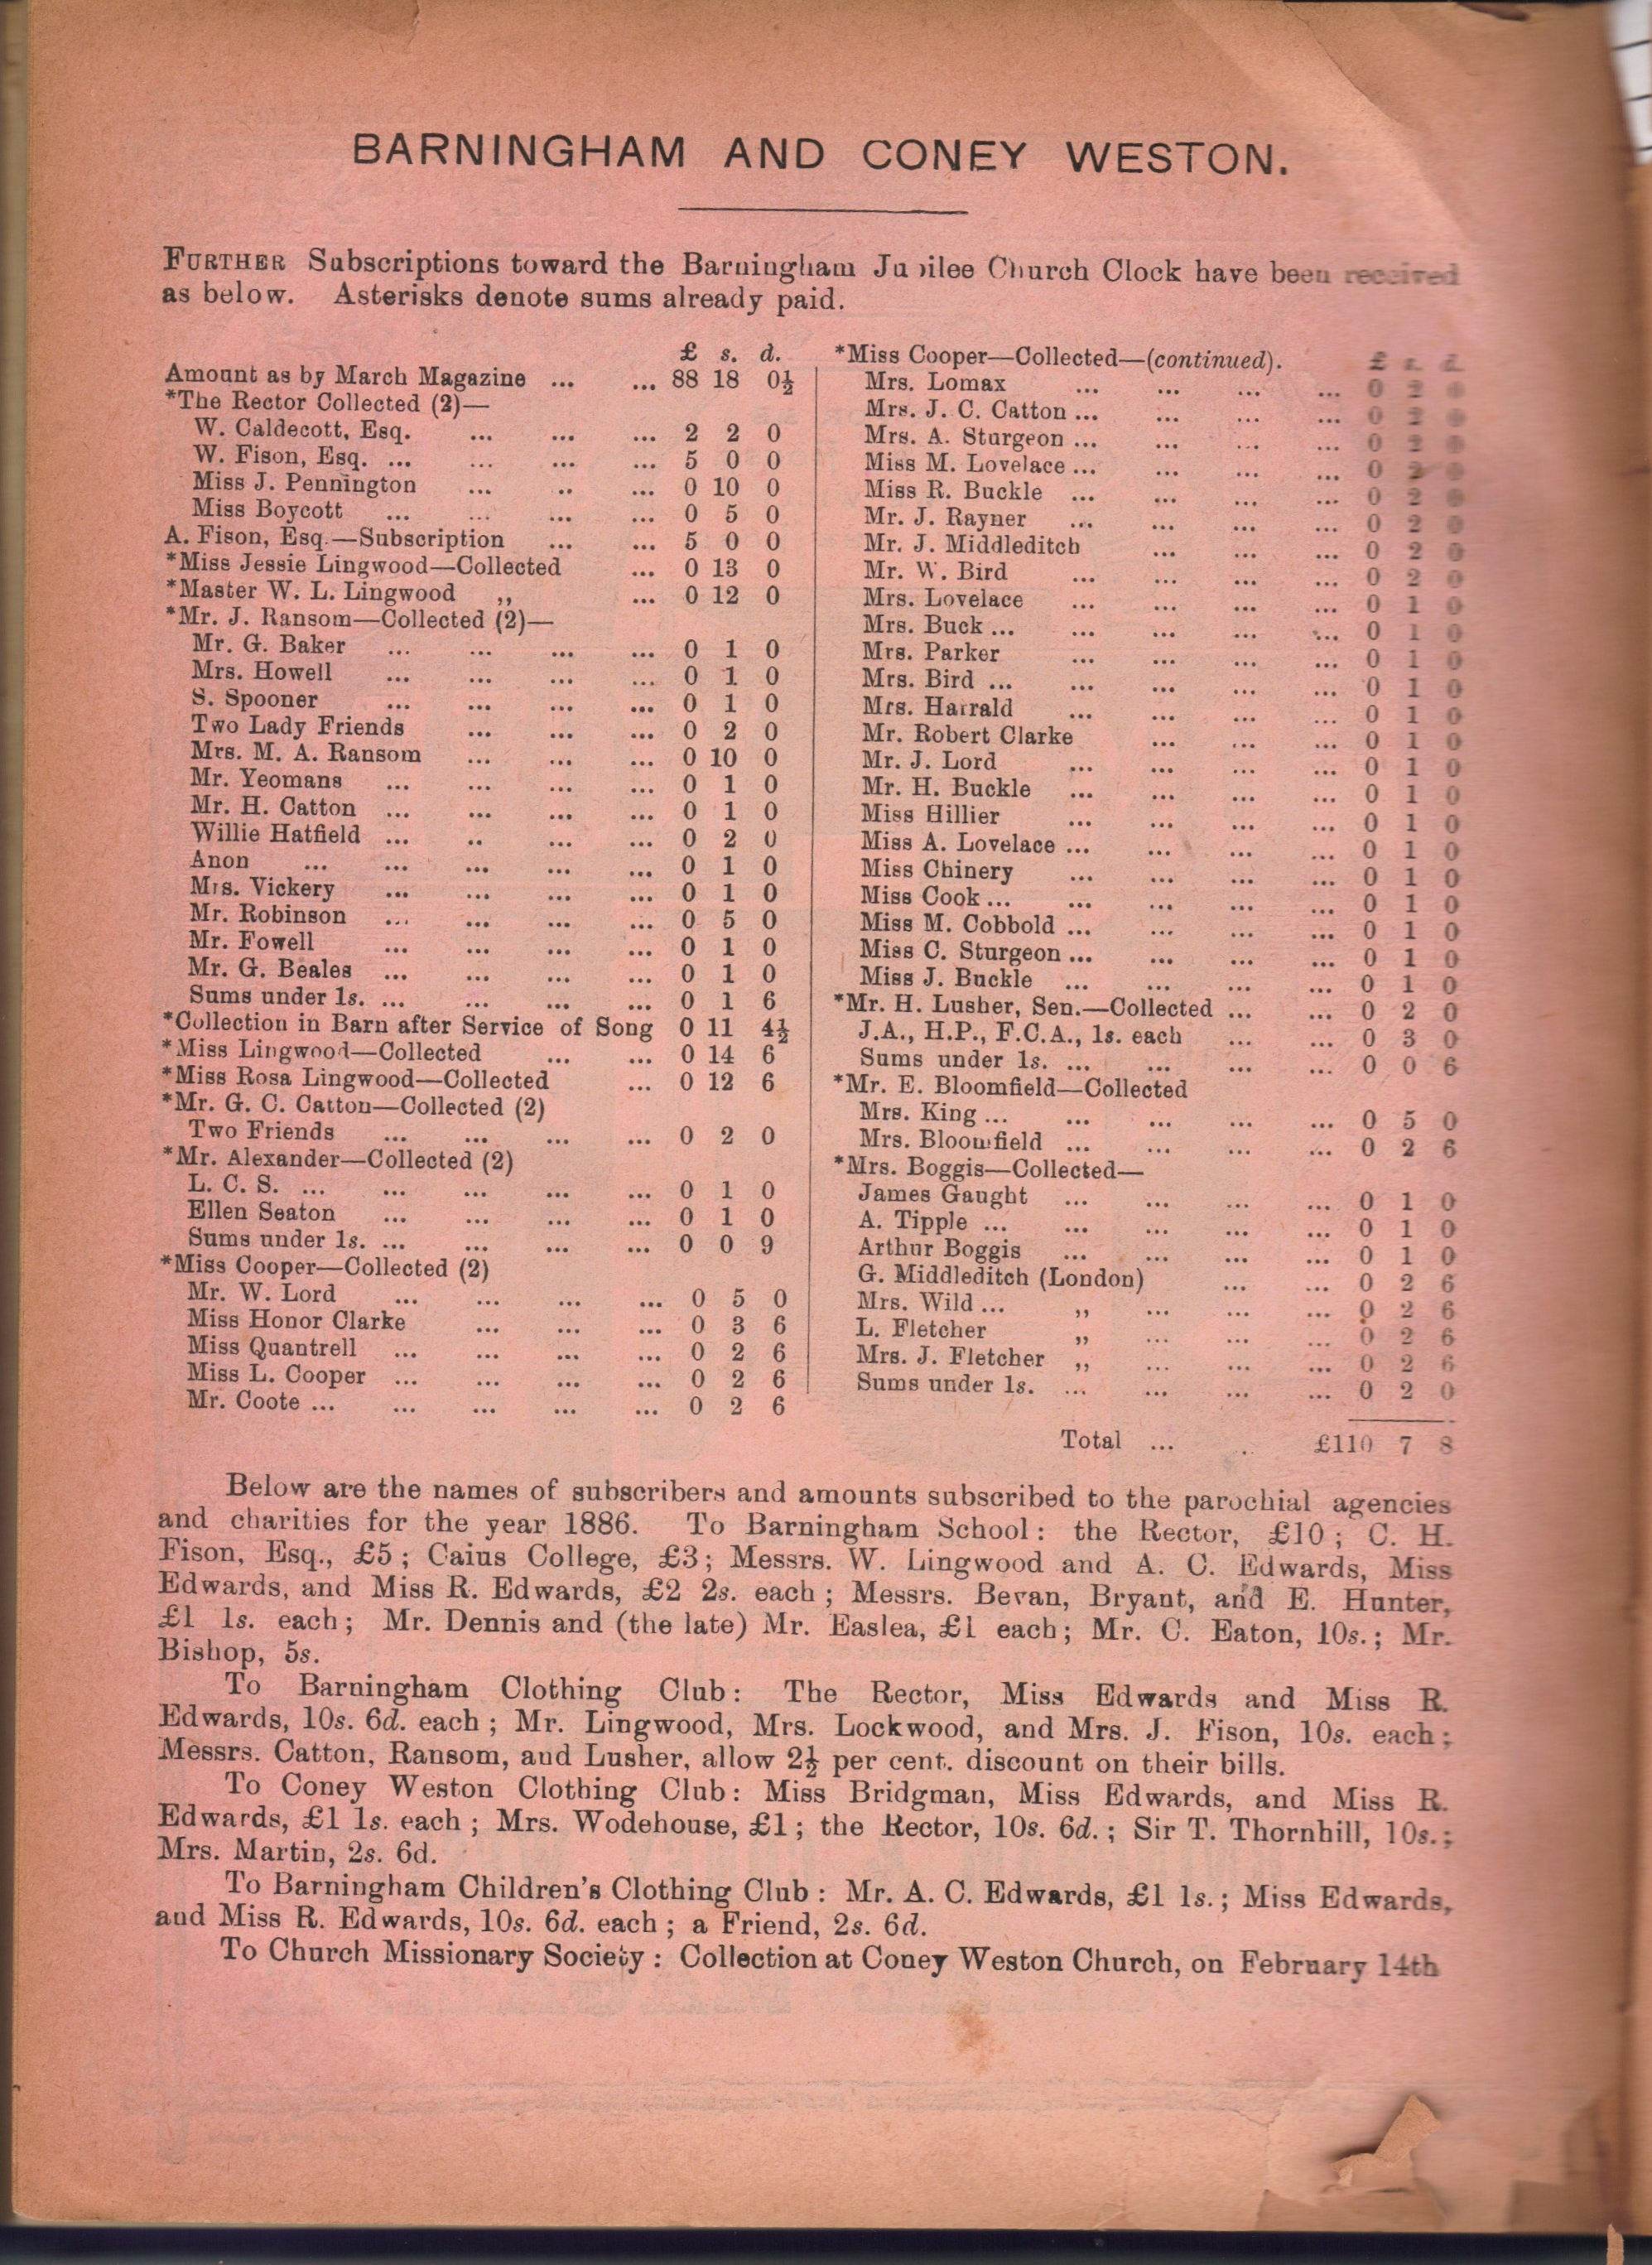 BARNINGHAM AND CONEY WESTON.
FURTHER Subscriptions toward the Barningham Ju ilee Church Clock have been received
as below. Asterisks denote sums already paid.
£ s. d.
Amount as by March Magazine ... ... 88 18 0½
*The Rector Collected (2)—
W. Caldecott, Esq. ... ... ... 2 2 0
W. Fison, Esq. ... ... ... ... 5 0 0
Miss J. Pennington ... .. ... 0 10 0
Miss Boycott ... ... ... ... 0 5 0
A. Fison, Esq.—Subscription ... ... 5 0 0
*Miss Jessie Lingwood—Collected ... 0 13 0
*Master W. L. Lingwood ,, ... 0 12 0
*Mr. J. Ransom—Collected (2)—
Mr. G. Baker ... ... ... ... 0 1 0
Mrs. Howell ... ... ... ... 0 1 0
S. Spooner ... ... ... ... 0 1 0
Two Lady Friends ... ... ... 0 2 0
Mrs. M. A. Ransom ... ... ... 0 10 0
Mr. Yeomans ... ... ... ... 0 1 0
Mr. H. Catton ... ... ... ... 0 1 0
Willie Hatfield ... .. ... ... 0 2 0
Anon ... ... ... ... ... 0 1 0
Mrs. Vickery ... ... ... ... 0 1 0
Mr. Robinson ... ... ... ... 0 5 0
Mr. Fowell ... ... ... ... 0 1 0
Mr. G. Beales ... ... ... ... 0 1 0
Sums under 1s. ... ... ... ... 0 1 6
*Collection in Barn after Service of Song 0 11 4½
*Miss Lingwood—Collected ... ... 0 14 6
*Miss Rosa Lingwood—Collected ... 0 12 6
*Mr. G. C. Catton—Collected (2)
Two Friends ... ... ... ... 0 2 0
*Mr. Alexander—Collected (2)
L. C. S. ... ... ... ... ... 0 1 0
Ellen Seaton ... ... ... ... 0 1 0
Sums under 1s. ... ... ... ... 0 0 9
*Miss Cooper—Collected (2)
Mr. W. Lord ... ... ... ... 0 5 0
Miss Honor Clarke ... ... ... 0 3 6
Miss Quantrell ... ... ... ... 0 2 6
Miss L. Cooper ... ... ... ... 0 2 6
Mr. Coote ... ... ... ... ... 0 2 6
*Miss Cooper—Collected—(continued).
£ s. d.
Mrs. Lomax ... ... ... ... 0 2
Mrs. J. C. Catton ... ... ... ... 0 2
Mrs. A. Sturgeon ... ... ... ... 0 2
Miss M. Lovelace ... ... ... ... 0 2
Miss R. Buckle ... ... ... ... 0 2
Mr. J. Rayner ... ... ... ... 0 2 0
Mr. J. Middleditch ... ... ... 0 2 0
Mr. W. Bird ... ... ... ... 0 2 0
Mrs. Lovelace ... ... ... ... 0 1 0
Mrs. Buck ... ... ... ... ... 0 1 0
Mrs. Parker ... ... ... ... 0 1 0
Mrs. Bird ... ... ... ... ... 0 1 0
Mrs. Harrald ... ... ... ... 0 1 0
Mr. Robert Clarke ... ... ... 0 1 0
Mr. J. Lord ... ... ... ... 0 1 0
Mr. H. Buckle ... ... ... ... 0 1 0
Miss Hillier ... ... ... ... 0 1 0
Miss A. Lovelace ... ... ... ... 0 1 0
Miss Chinery ... ... ... ... 0 1 0
Miss Cook ... ... ... ... ... 0 1 0
Miss M. Cobbold ... ... ... ... 0 1 0
Miss C. Sturgeon ... ... ... ... 0 1 0
Miss J. Buckle ... ... ... ... 0 1 0
*Mr. H. Lusher, Sen.—Collected ... ... 0 2 0
J.A., H.P., F.C.A., 1s. each ... ... 0 3 0
Sums under 1s. ... ... ... ... 0 0 6
*Mr. E. Bloomfield—Collected
Mrs. King ... ... ... ... ... 0 5 0
Mrs. Bloomfield ... ... ... ... 0 2 6
*Mrs. Boggis—Collected—
James Gaught ... ... ... ... 0 1 0
A. Tipple ... ... ... ... ... 0 1 0
Arthur Boggis ... ... ... ... 0 1 0
G. Middleditch (London) ... ... 0 2 6
Mrs. Wild ... ,, ... ... ... 0 2 6
L. Fletcher ,, ... ... ... 0 2 6
Mrs. J. Fletcher ,, ... ... ... 0 2 6
Sums under 1s. ... ... ... ... 0 2 0
Total ... .. £110 7 8
Below are the names of subscribers and amounts subscribed to the parochial agencies
and charities for the year 1886. To Barningham School: the Rector, £10; C. H.
Fison, Esq., £5; Caius College, £3; Messrs. W. Lingwood and A. C. Edwards, Miss
Edwards, and Miss R. Edwards, £2 2s. each; Messrs. Bevan, Bryant, and E. Hunter,
£1 1s. each; Mr. Dennis and (the late) Mr. Easlea, £1 each; Mr. C. Eaton, 10s.; Mr.
Bishop, 5s.
To Barningham Clothing Club: The Rector, Miss Edwards and Miss R.
Edwards, 10s. 6d. each; Mr. Lingwood, Mrs. Lockwood, and Mrs. J. Fison, 10s. each;
Messrs. Catton, Ransom, and Lusher, allow 2½ per cent. discount on their bills.
To Coney Weston Clothing Club: Miss Bridgman, Miss Edwards, and Miss R.
Edwards, £1 1s. each; Mrs. Wodehouse, £1; the Rector, 10s. 6d.; Sir T. Thornhill, 10s.;
Mrs. Martin, 2s. 6d.
To Barningham Children's Clothing Club: Mr. A. C. Edwards, £1 1s.; Miss Edwards,
and Miss R. Edwards, 10s. 6d. each; a Friend, 2s. 6d.
To Church Missionary Society: Collection at Coney Weston Church, on February 14th